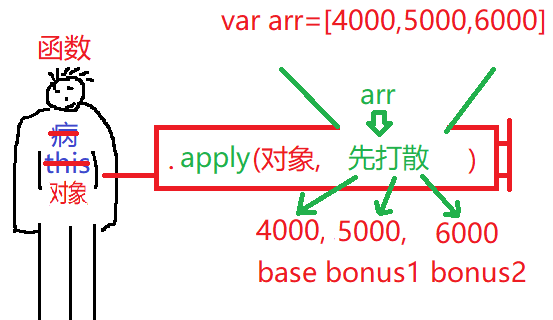 var arr=[4000,5000,6000]
函数
arr
病
this
对象
.apply(对象, 先打散 )
4000, 5000, 6000
base bonus1 bonus2